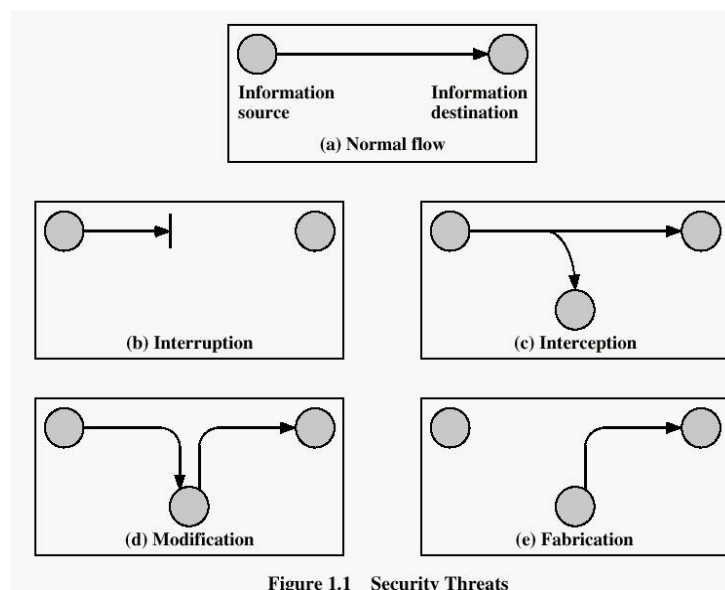 Information
source
Information
destination
(a) Normal flow
(b) Interruption
(c) Interception
(d) Modification
(e) Fabrication
Figure 1.1 Security Threats